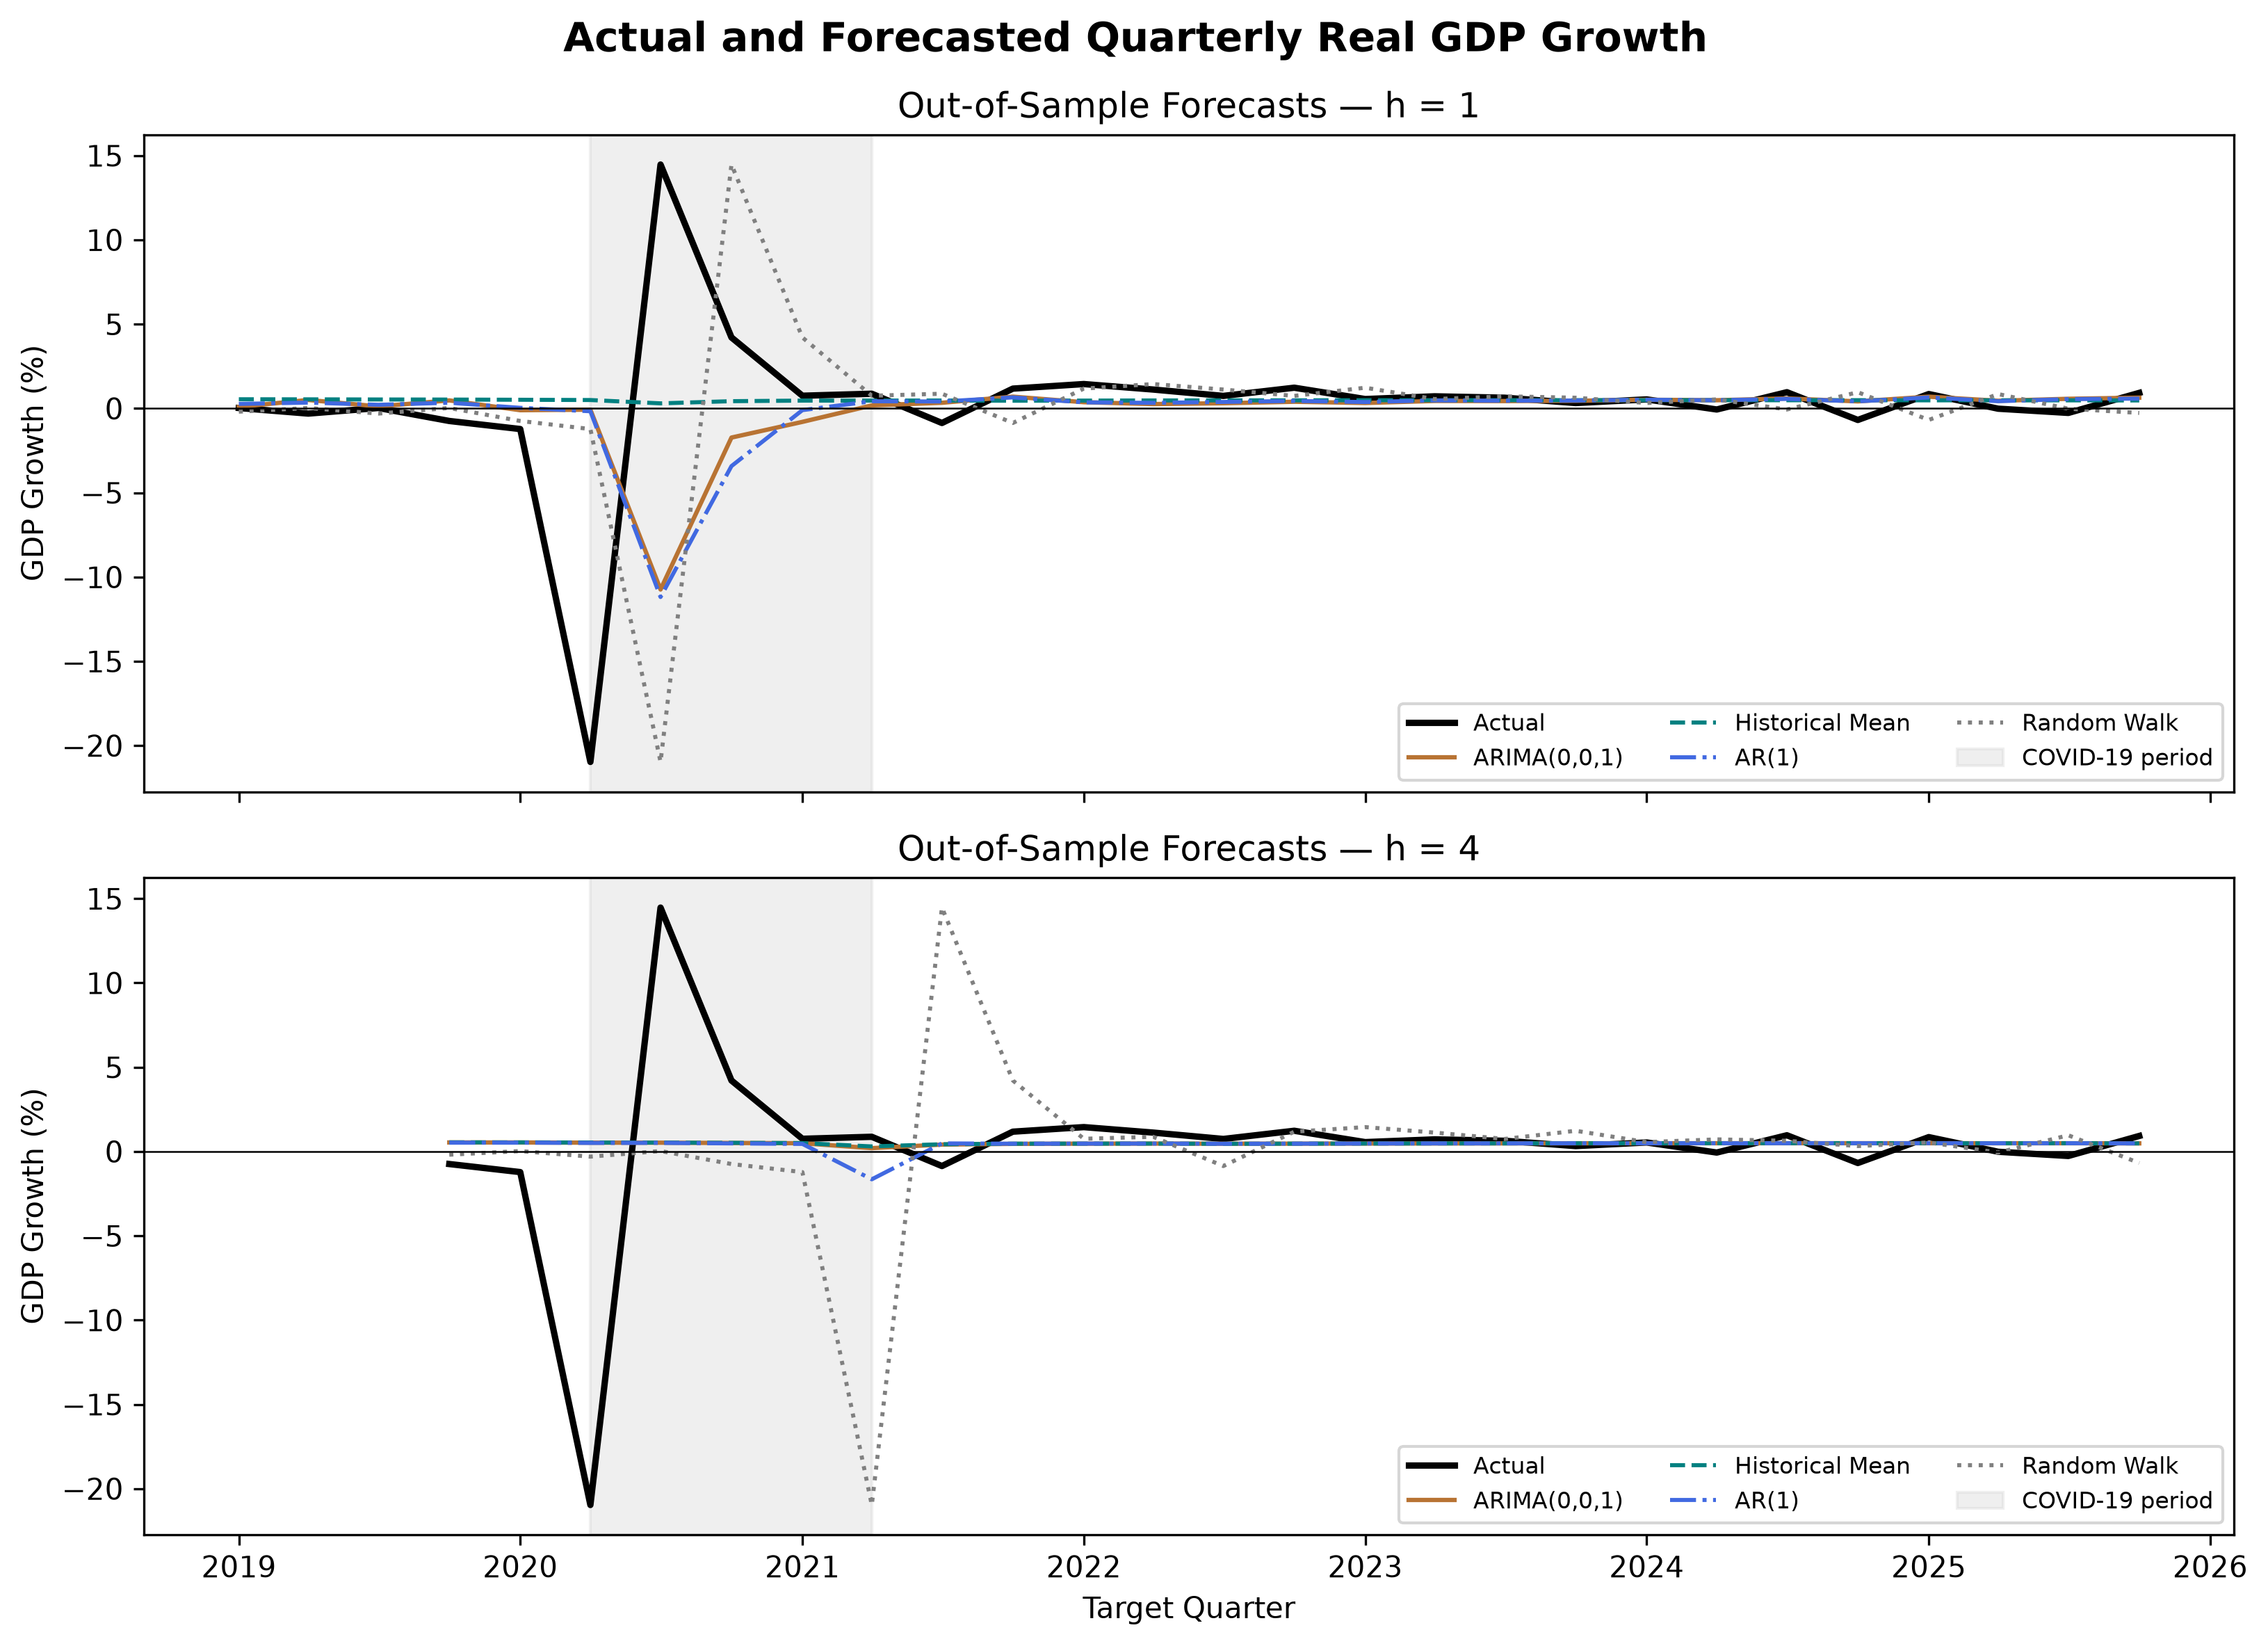 Actual and Forecasted Quarterly Real GDP Growth
Out-of-Sample Forecasts — h = 1
GDP Growth (%)
15
10
5
0
−5
−10
−15
−20
Actual
Historical Mean
Random Walk
ARIMA(0,0,1)
AR(1)
COVID-19 period
Out-of-Sample Forecasts — h = 4
GDP Growth (%)
15
10
5
0
−5
−10
−15
−20
Actual
Historical Mean
Random Walk
ARIMA(0,0,1)
AR(1)
COVID-19 period
2019 2020 2021 2022 2023 2024 2025 2026
Target Quarter